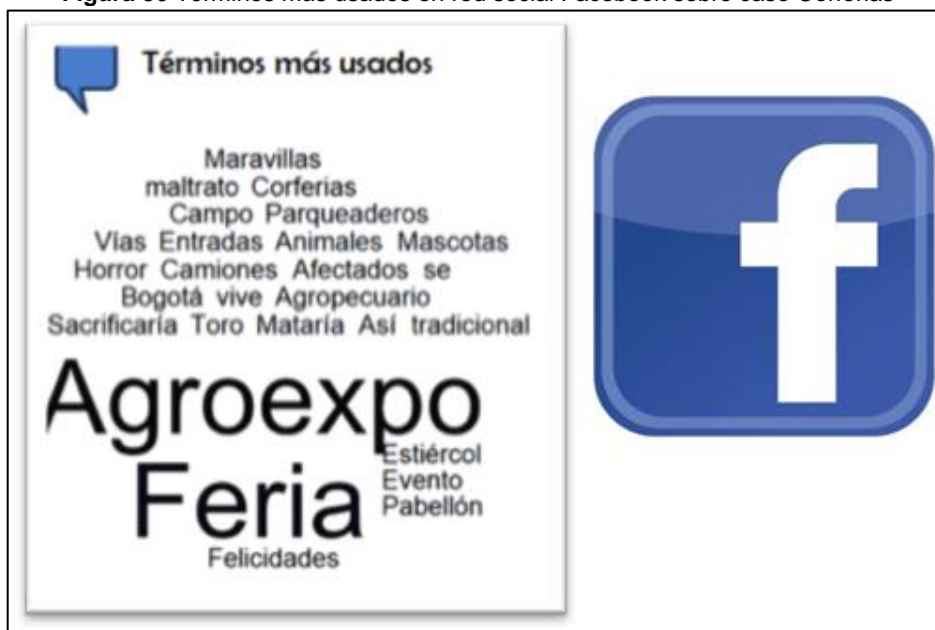 Términos más usados
Maravillas
maltrato Corferias
Campo Parqueaderos
Vías Entradas Animales Mascotas
Horror Camiones Afectados se
Bogotá vive Agropecuario
Sacrificaría Toro Mataría Así tradicional
Agroexpo
Feria
Estiércol
Evento
Pabellón
Felicidades
f